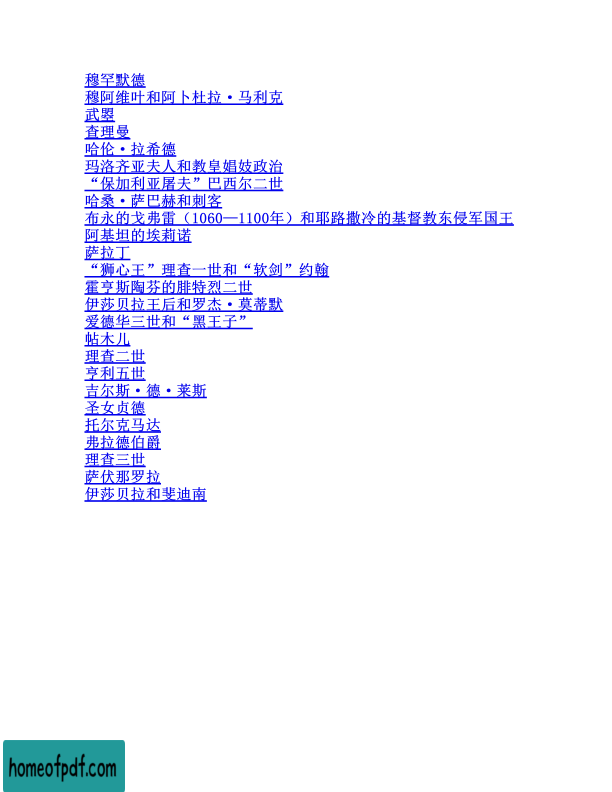 穆罕默德
穆阿维叶和阿卜杜拉·马利克
武曌
查理曼
哈伦·拉希德
玛洛齐亚夫人和教皇娼妓政治
“保加利亚屠夫”巴西尔二世
哈桑·萨巴赫和刺客
布永的戈弗雷（1060—1100年）和耶路撒冷的基督教东侵军国王
阿基坦的埃莉诺
萨拉丁
“狮心王”理查一世和“软剑”约翰
霍亨斯陶芬的腓特烈二世
伊莎贝拉王后和罗杰·莫蒂默
爱德华三世和“黑王子”
帖木儿
理查二世
亨利五世
吉尔斯·德·莱斯
圣女贞德
托尔克马达
弗拉德伯爵
理查三世
萨伏那罗拉
伊莎贝拉和斐迪南
homeofpdf.com